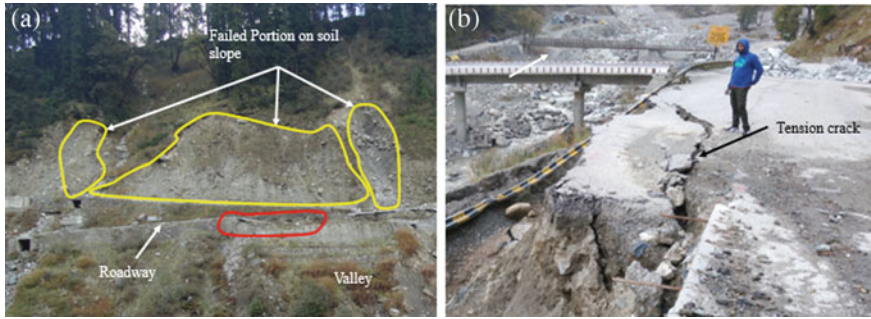 (a)
Failed Portion on soil
slope
Roadway
Valley
(b)
Tension crack